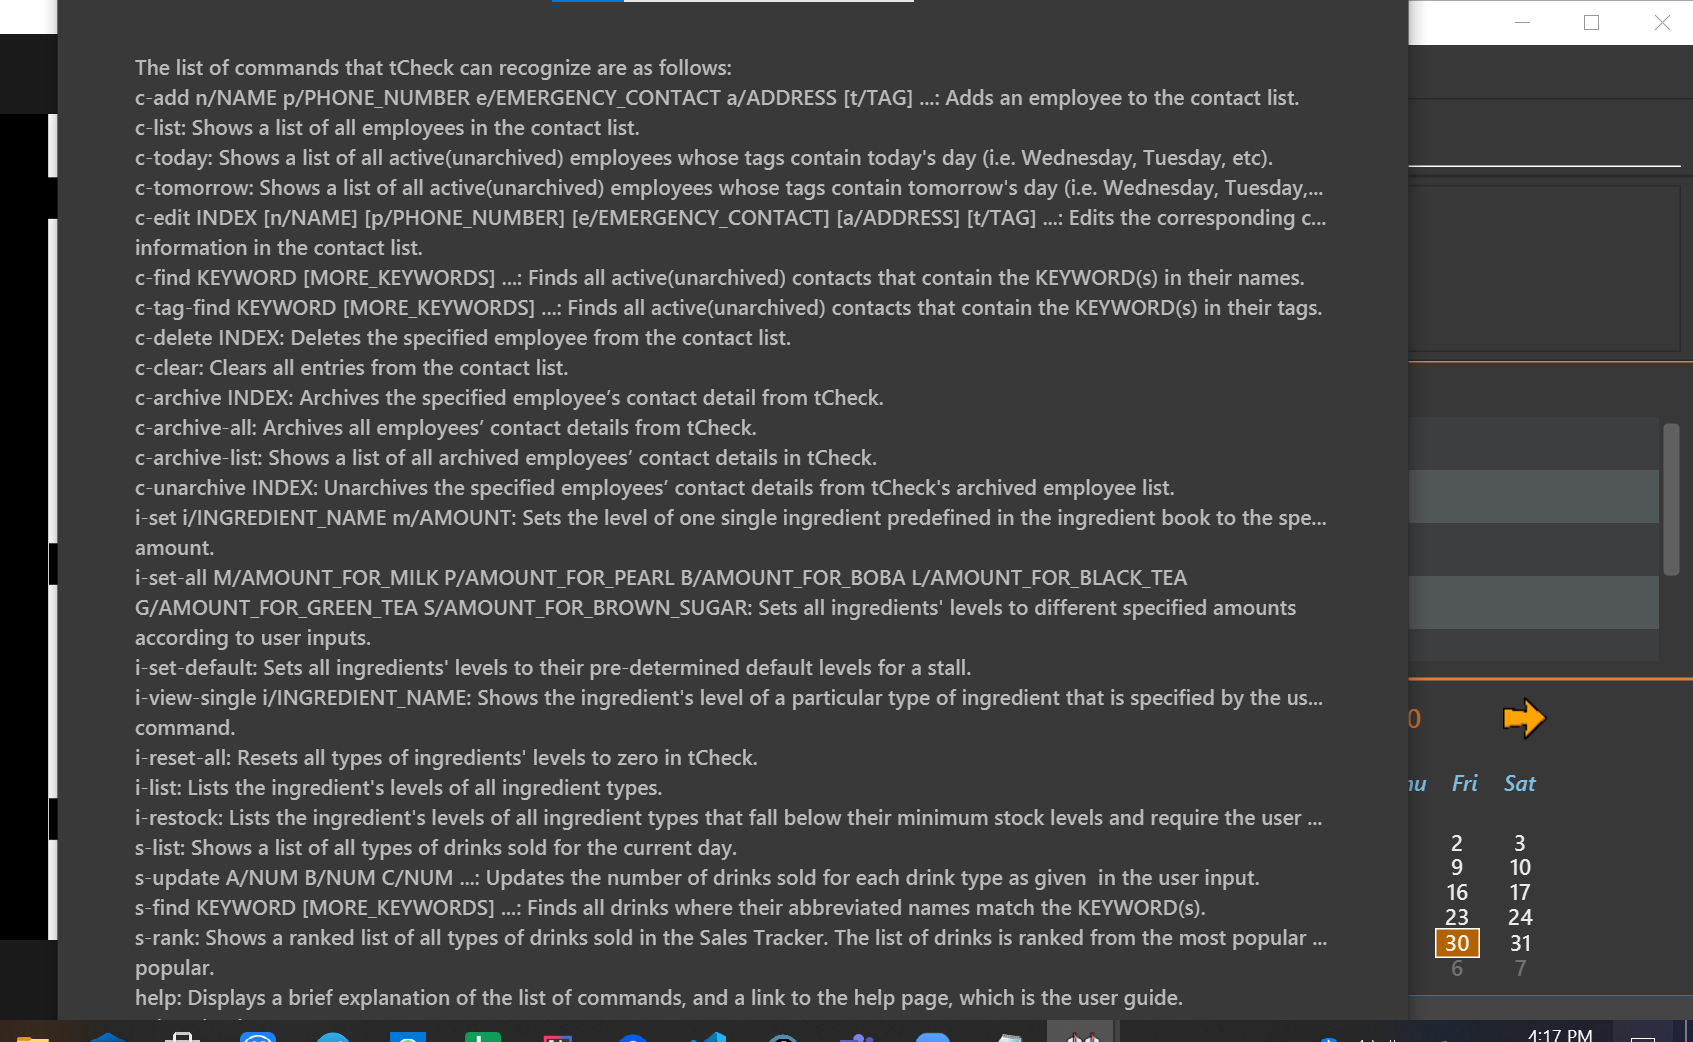 The list of commands that tCheck can recognize are as follows:
c-add n/NAME p/PHONE_NUMBER e/EMERGENCY_CONTACT a/ADDRESS [t/TAG] ...: Adds an employee to the contact list.
c-list: Shows a list of all employees in the contact list.
c-today: Shows a list of all active(unarchived) employees whose tags contain today's day (i.e. Wednesday, Tuesday, etc).
c-tomorrow: Shows a list of all active(unarchived) employees whose tags contain tomorrow's day (i.e. Wednesday, Tuesday,...
c-edit INDEX [n/NAME] [p/PHONE_NUMBER] [e/EMERGENCY_CONTACT] [a/ADDRESS] [t/TAG] ...: Edits the corresponding c...
information in the contact list.
c-find KEYWORD [MORE_KEYWORDS] ...: Finds all active(unarchived) contacts that contain the KEYWORD(s) in their names.
c-tag-find KEYWORD [MORE_KEYWORDS] ...: Finds all active(unarchived) contacts that contain the KEYWORD(s) in their tags.
c-delete INDEX: Deletes the specified employee from the contact list.
c-clear: Clears all entries from the contact list.
c-archive INDEX: Archives the specified employee’s contact detail from tCheck.
c-archive-all: Archives all employees’ contact details from tCheck.
c-archive-list: Shows a list of all archived employees’ contact details in tCheck.
c-unarchive INDEX: Unarchives the specified employees’ contact details from tCheck's archived employee list.
i-set i/INGREDIENT_NAME m/AMOUNT: Sets the level of one single ingredient predefined in the ingredient book to the spe...
amount.
i-set-all M/AMOUNT_FOR_MILK P/AMOUNT_FOR_PEARL B/AMOUNT_FOR_BOBA L/AMOUNT_FOR_BLACK_TEA
G/AMOUNT_FOR_GREEN_TEA S/AMOUNT_FOR_BROWN_SUGAR: Sets all ingredients' levels to different specified amounts
according to user inputs.
i-set-default: Sets all ingredients' levels to their pre-determined default levels for a stall.
i-view-single i/INGREDIENT_NAME: Shows the ingredient's level of a particular type of ingredient that is specified by the us...
command.
i-reset-all: Resets all types of ingredients' levels to zero in tCheck.
i-list: Lists the ingredient's levels of all ingredient types.
i-restock: Lists the ingredient's levels of all ingredient types that fall below their minimum stock levels and require the user ...
s-list: Shows a list of all types of drinks sold for the current day.
s-update A/NUM B/NUM C/NUM ...: Updates the number of drinks sold for each drink type as given  in the user input.
s-find KEYWORD [MORE_KEYWORDS] ...: Finds all drinks where their abbreviated names match the KEYWORD(s).
s-rank: Shows a ranked list of all types of drinks sold in the Sales Tracker. The list of drinks is ranked from the most popular ...
popular.
help: Displays a brief explanation of the list of commands, and a link to the help page, which is the user guide.
0
Fri Sat
2 3
9 10
16 17
23 24
30 31
6 7
4:17 PM